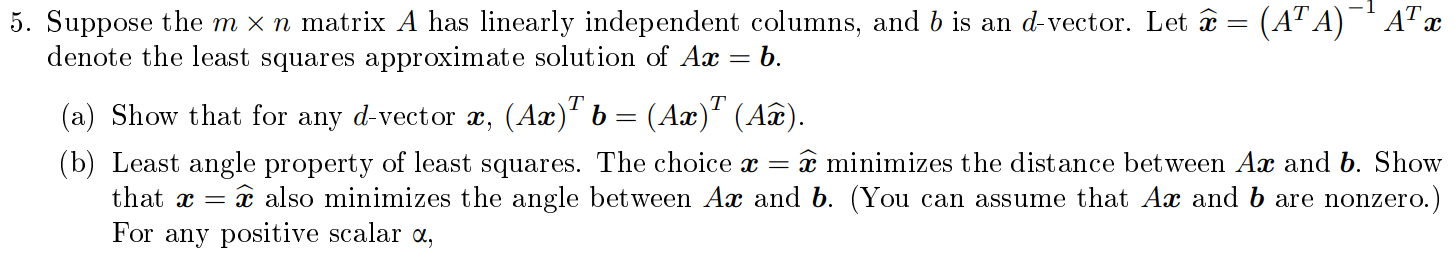 5. Suppose the m × n matrix A has linearly independent columns, and b is an d-vector. Let x̂ = (AᵀA)⁻¹ Aᵀx
denote the least squares approximate solution of Ax = b.
(a) Show that for any d-vector x, (Ax)ᵀ b = (Ax)ᵀ (Ax̂).
(b) Least angle property of least squares. The choice x = x̂ minimizes the distance between Ax and b. Show
that x = x̂ also minimizes the angle between Ax and b. (You can assume that Ax and b are nonzero.)
For any positive scalar α,